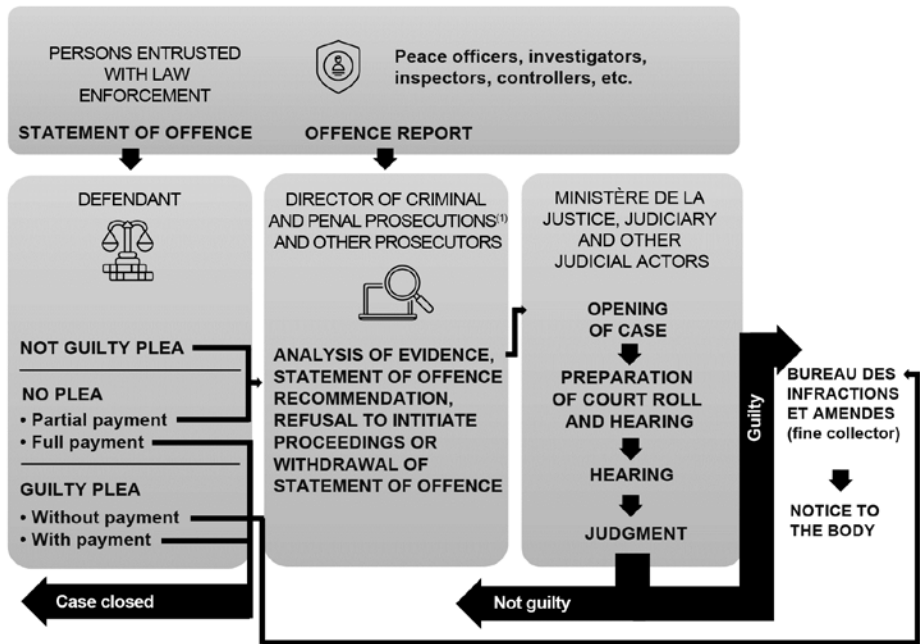 PERSONS ENTRUSTED
WITH LAW
ENFORCEMENT
STATEMENT OF OFFENCE
Peace officers, investigators,
inspectors, controllers, etc.
OFFENCE REPORT
DEFENDANT
NOT GUILTY PLEA
NO PLEA
• Partial payment
• Full payment
GUILTY PLEA
• Without payment
• With payment
Case closed
DIRECTOR OF CRIMINAL
AND PENAL PROSECUTIONS(1)
AND OTHER PROSECUTORS
ANALYSIS OF EVIDENCE,
STATEMENT OF OFFENCE
RECOMMENDATION,
REFUSAL TO INTITIATE
PROCEEDINGS OR
WITHDRAWAL OF
STATEMENT OF OFFENCE
MINISTÈRE DE LA
JUSTICE, JUDICIARY
AND OTHER
JUDICIAL ACTORS
OPENING
OF CASE
PREPARATION
OF COURT ROLL
AND HEARING
HEARING
JUDGMENT
Not guilty
Guilty
BUREAU DES
INFRACTIONS
ET AMENDES
(fine collector)
NOTICE TO
THE BODY